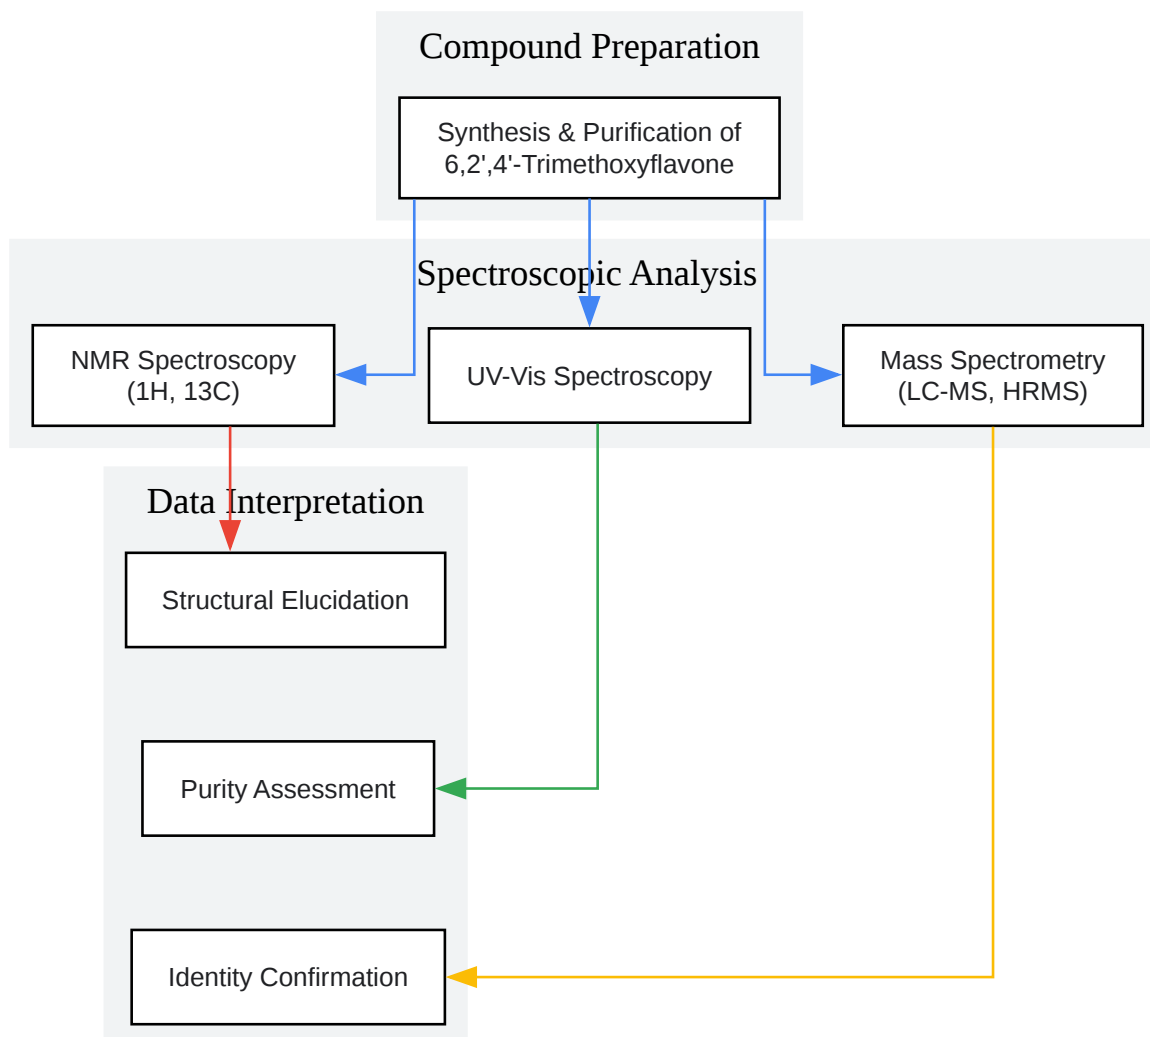 Compound Preparation
Synthesis & Purification of
6,2',4'-Trimethoxyflavone
Spectroscopic Analysis
NMR Spectroscopy
(1H, 13C)
UV-Vis Spectroscopy
Mass Spectrometry
(LC-MS, HRMS)
Data Interpretation
Structural Elucidation
Purity Assessment
Identity Confirmation